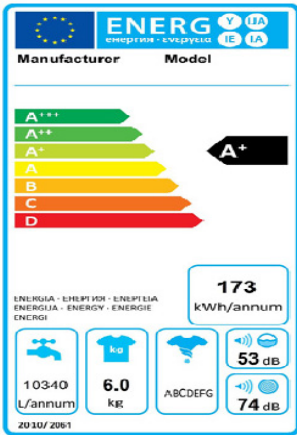 ENERG Y IJA
енергия · ενεργεια IE IA
Manufacturer Model
A+++
A++
A+
A
B
C
D
A+
173
kWh/annum
ENERGIA · ЕНЕРГИЯ · ΕΝΕΡΓΕΙΑ
ENERGIJA · ENERGY · ENERGIE
ENERGI
kg
10340
L/annum
6.0
kg
ABCDEFG
53 dB
74 dB
2010/2061